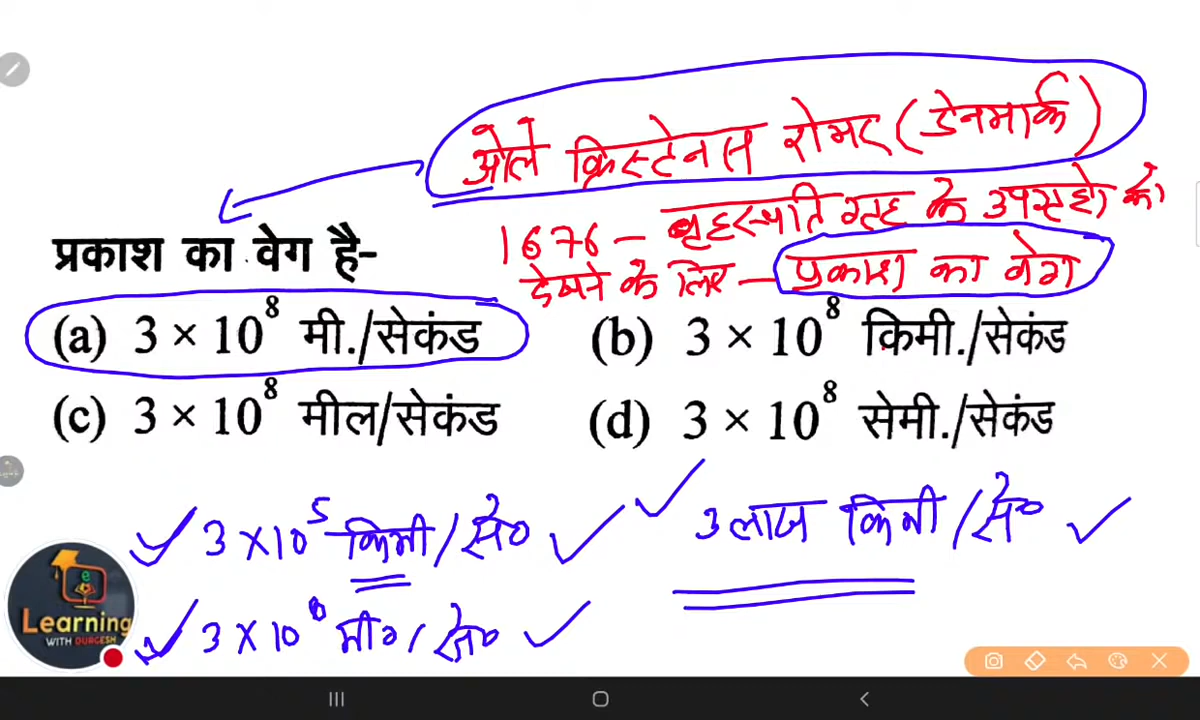 ओले क्रिस्टेनस रोमर (डेनमार्क)
1676 – बृहस्पति ग्रह के उपग्रहो को
देखने के लिए – प्रकाश का वेग
प्रकाश का वेग है-
(a) 3 × 10⁸ मी./सेकंड (b) 3 × 10⁸ किमी./सेकंड
(c) 3 × 10⁸ मील/सेकंड (d) 3 × 10⁸ सेमी./सेकंड
3 × 10⁵ किमी/से० 3 लाख किमी/से०
3 × 10⁸ मी०/से०
e
Learning
WITH DURGESH